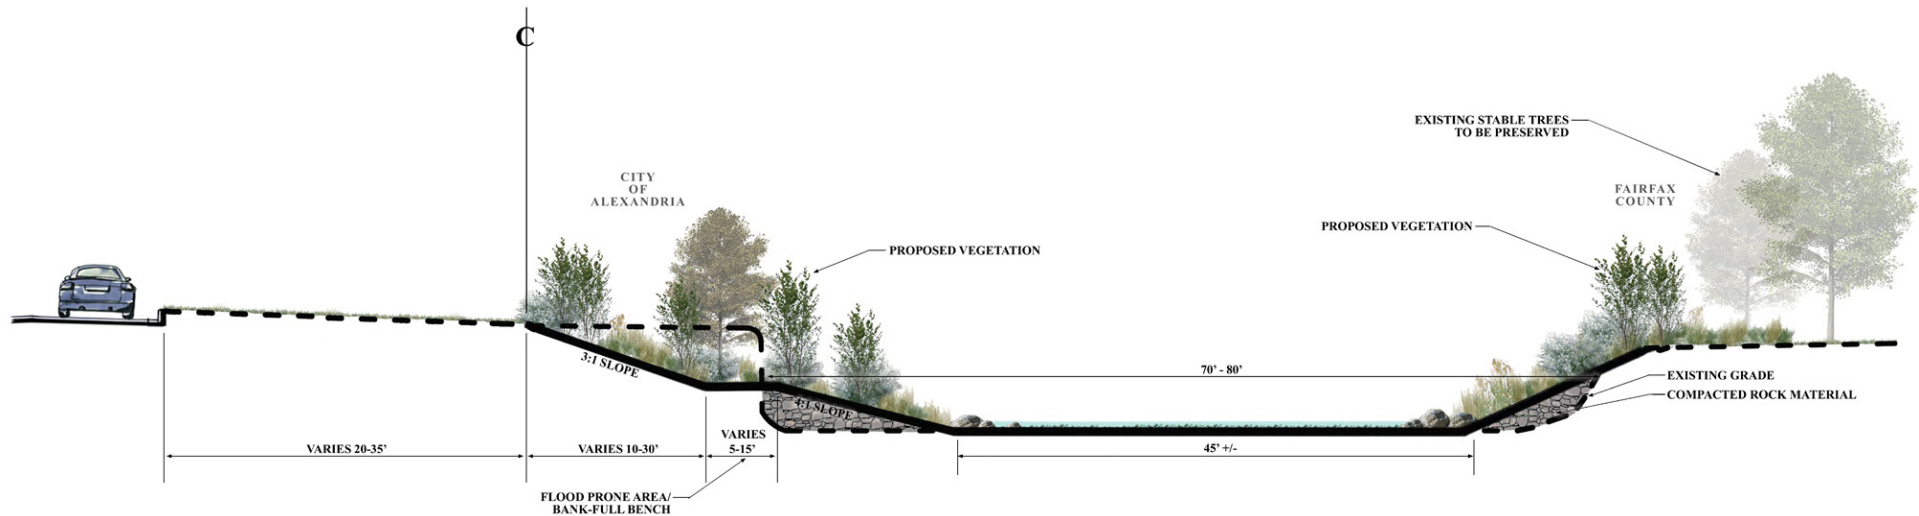 C
EXISTING STABLE TREES
TO BE PRESERVED
CITY
OF
ALEXANDRIA
FAIRFAX
COUNTY
PROPOSED VEGETATION
PROPOSED VEGETATION
3:1 SLOPE
70' - 80'
EXISTING GRADE
COMPACTED ROCK MATERIAL
4:1 SLOPE
VARIES 20-35'
VARIES 10-30'
VARIES
5-15'
45' +/-
FLOOD PRONE AREA/
BANK-FULL BENCH